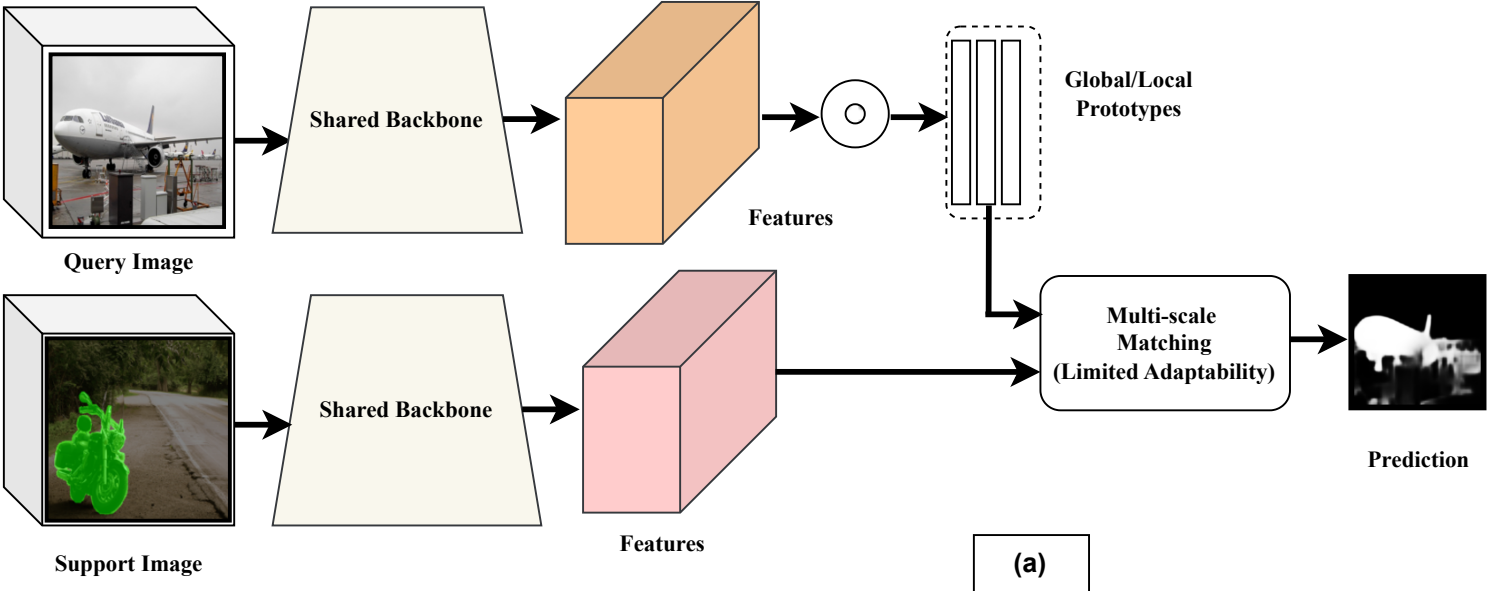 Shared Backbone
Global/Local
Prototypes
Features
Query Image
Multi-scale
Matching
(Limited Adaptability)
Shared Backbone
Prediction
Features
Support Image
(a)